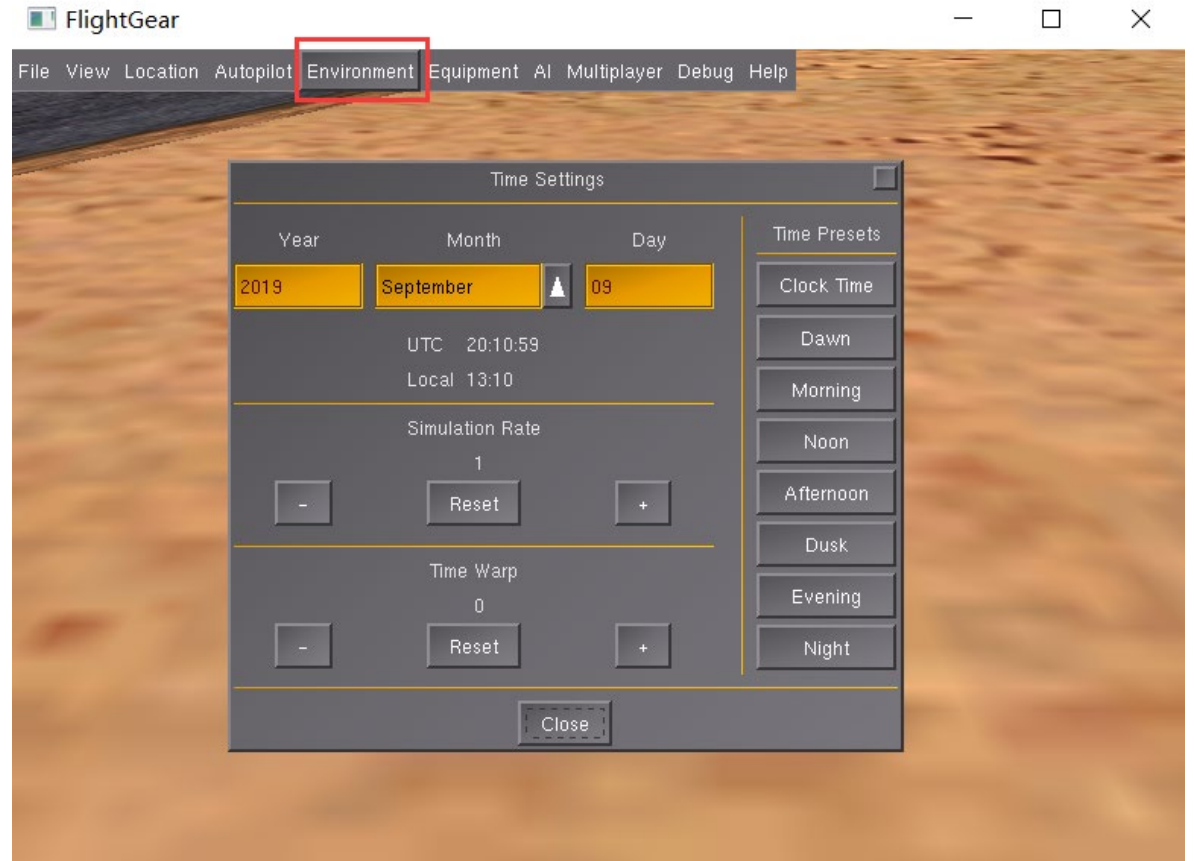 FlightGear
File View Location Autopilot Environment Equipment AI Multiplayer Debug Help
Time Settings
Year Month Day
2019 September 09
UTC 20:10:59
Local 13:10
Simulation Rate
1
- Reset +
Time Warp
0
- Reset +
Time Presets
Clock Time
Dawn
Morning
Noon
Afternoon
Dusk
Evening
Night
Close